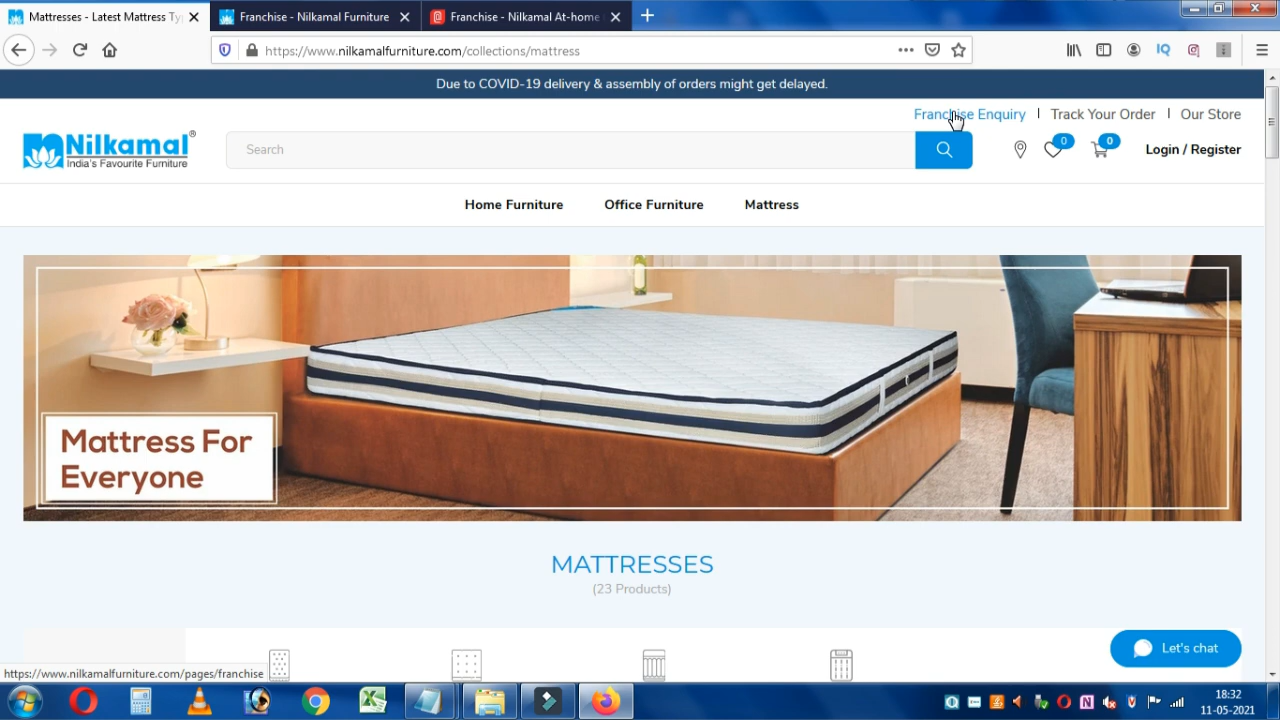 Mattresses - Latest Mattress Ty
Franchise - Nilkamal Furniture
Franchise - Nilkamal At-home
https://www.nilkamalfurniture.com/collections/mattress
Due to COVID-19 delivery & assembly of orders might get delayed.
Franchise Enquiry | Track Your Order | Our Store
Nilkamal®
India's Favourite Furniture
Search
0
0
Login / Register
Home Furniture
Office Furniture
Mattress
Mattress For
Everyone
MATTRESSES
(23 Products)
Let's chat
https://www.nilkamalfurniture.com/pages/franchise
18:32
11-05-2021